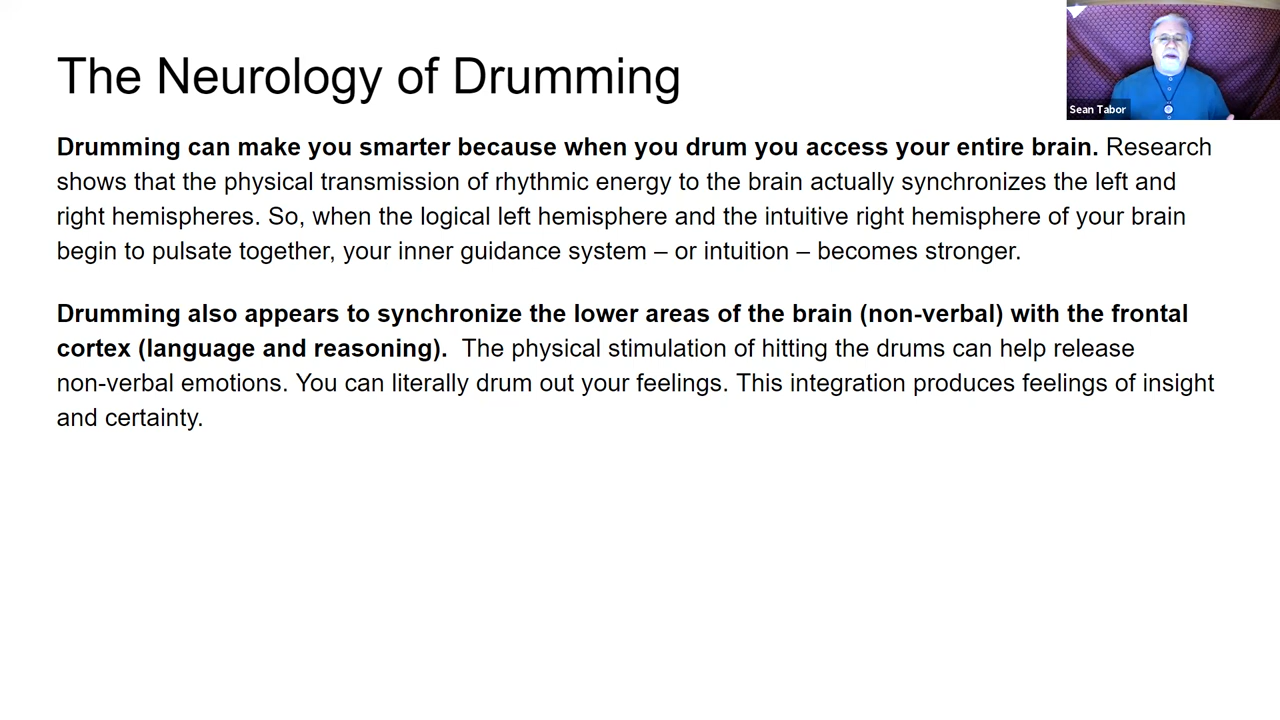 The Neurology of Drumming
Sean Tabor
Drumming can make you smarter because when you drum you access your entire brain. Research
shows that the physical transmission of rhythmic energy to the brain actually synchronizes the left and
right hemispheres. So, when the logical left hemisphere and the intuitive right hemisphere of your brain
begin to pulsate together, your inner guidance system – or intuition – becomes stronger.
Drumming also appears to synchronize the lower areas of the brain (non-verbal) with the frontal
cortex (language and reasoning).  The physical stimulation of hitting the drums can help release
non-verbal emotions. You can literally drum out your feelings. This integration produces feelings of insight
and certainty.